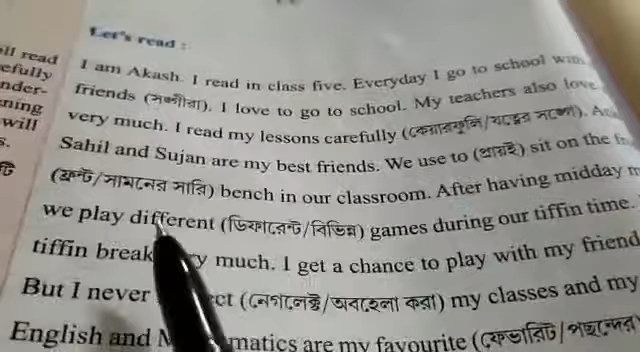 Let's read :
I am Akash. I read in class five. Everyday I go to school with
friends (সঙ্গীরা). I love to go to school. My teachers also love
very much. I read my lessons carefully (কেয়ারফুলি/যত্নের সঙ্গে).
Sahil and Sujan are my best friends. We use to (প্রায়ই) sit on the
(ফ্রন্ট/সামনের সারি) bench in our classroom. After having midday
we play different (ডিফারেন্ট/বিভিন্ন) games during our tiffin time.
tiffin break much. I get a chance to play with my friend
But I never (নেগলেক্ট/অবহেলা করা) my classes and my
English and are my favourite (ফেভারিট/পছন্দের)
ll read
efully
nder-
ning
will
s.
টি